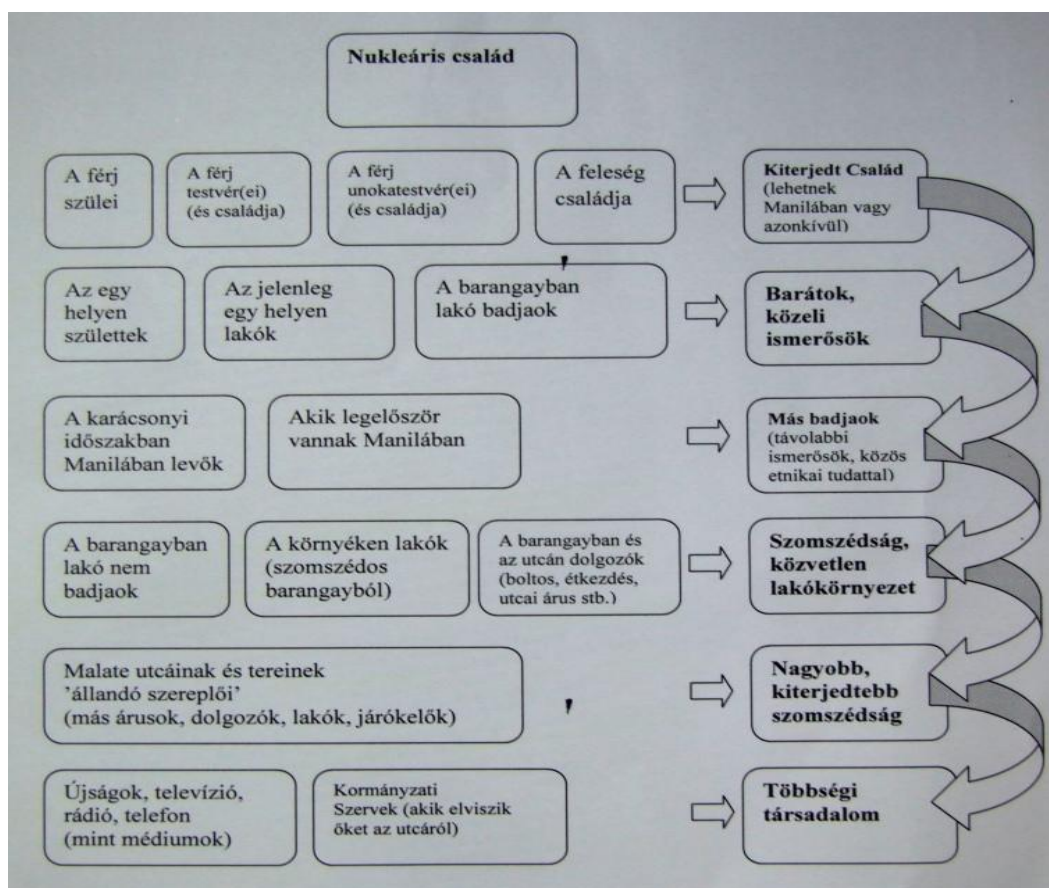 Nukleáris család
A férj
szülei
A férj
testvér(ei)
(és családja)
A férj
unokatestvér(ei)
(és családja)
A feleség
családja
Kiterjedt Család
(lehetnek
Manilában vagy
azonkívül)
Az egy
helyen
születtek
Az jelenleg
egy helyen
lakók
A barangayban
lakó badjaok
Barátok,
közeli
ismerősök
A karácsonyi
időszakban
Manilában levők
Akik legelőször
vannak Manilában
Más badjaok
(távolabbi
ismerősök, közös
etnikai tudattal)
A barangayban
lakó nem
badjaok
A környéken lakók
(szomszédos
barangayból)
A barangayban és
az utcán dolgozók
(boltos, étkezdés,
utcai árus stb.)
Szomszédság,
közvetlen
lakókörnyezet
Malate utcáinak és tereinek
’állandó szereplői’
(más árusok, dolgozók, lakók, járókelők)
Nagyobb,
kiterjedtebb
szomszédság
Újságok, televízió,
rádió, telefon
(mint médiumok)
Kormányzati
Szervek (akik elviszik
őket az utcáról)
Többségi
társadalom